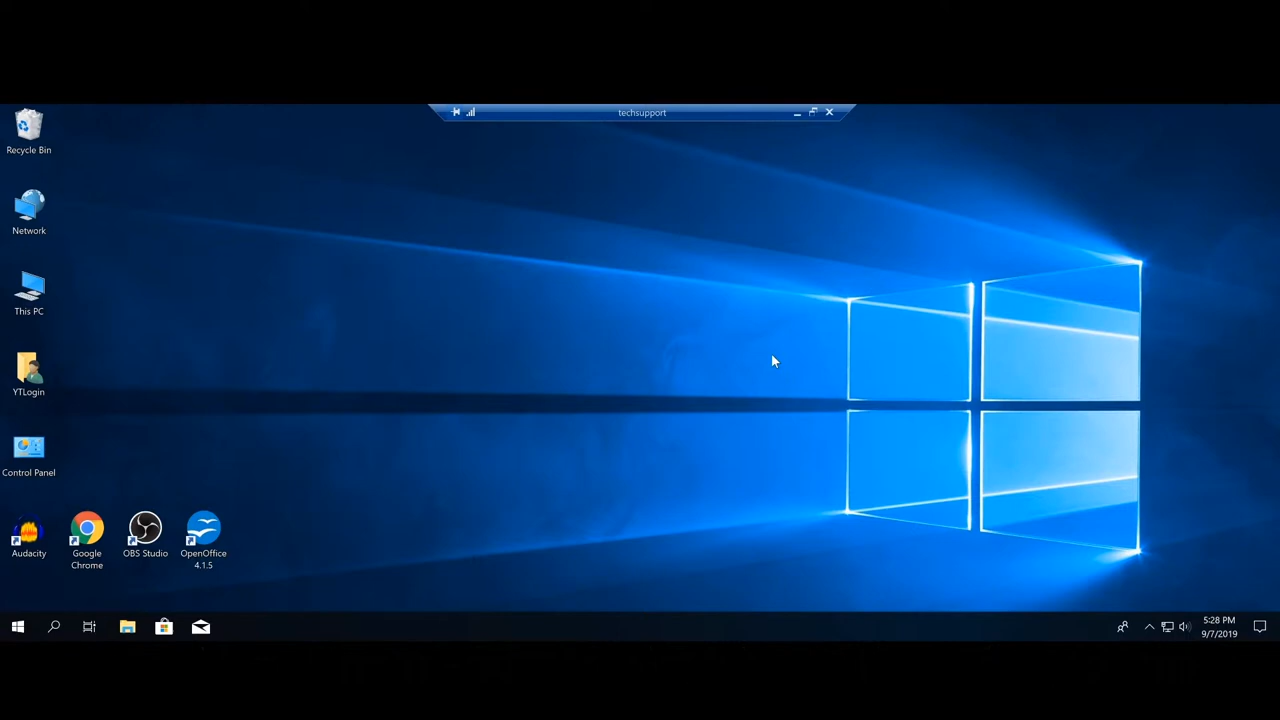 techsupport
Recycle Bin
Network
This PC
YTLogin
Control Panel
Audacity
Google
Chrome
OBS Studio
OpenOffice
4.1.5
5:28 PM
9/7/2019